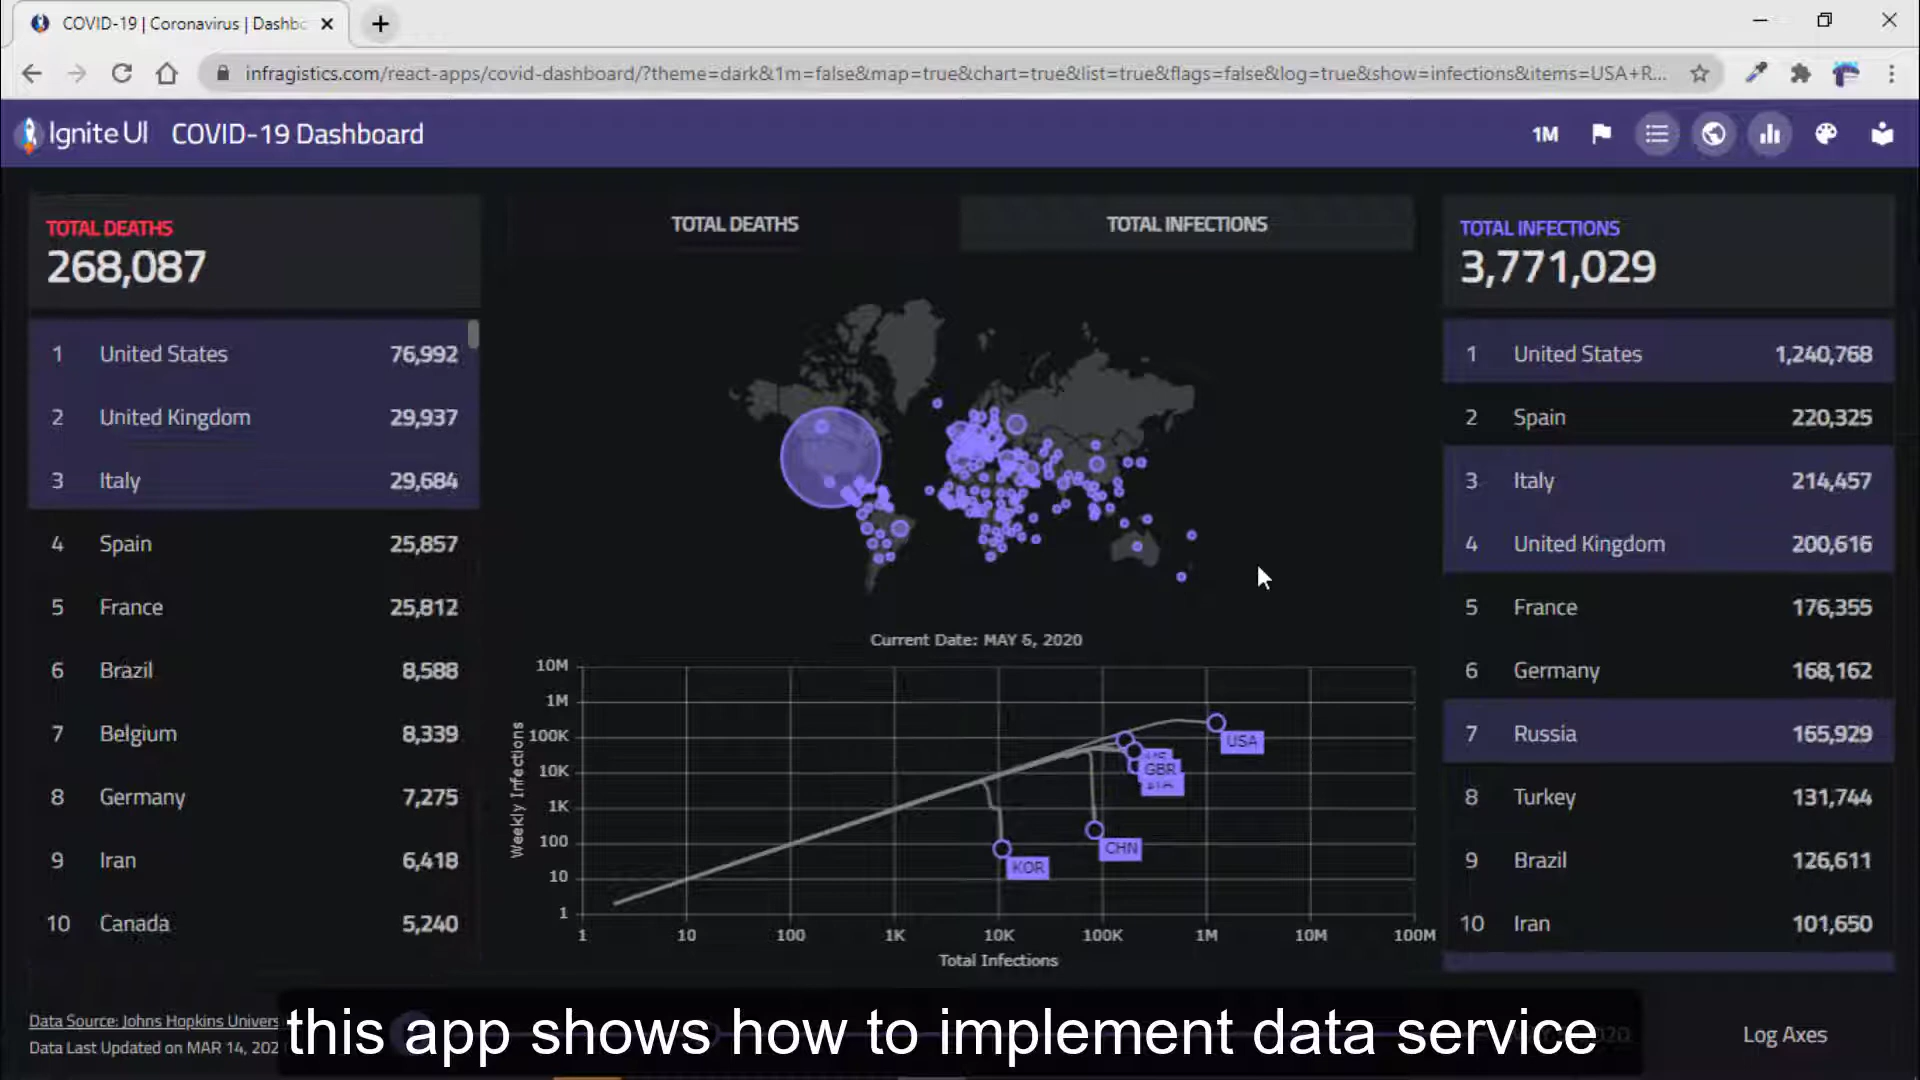 COVID-19 | Coronavirus | Dashbc
infragistics.com/react-apps/covid-dashboard/?theme=dark&1m=false&map=true&chart=true&list=true&flags=false&log=true&show=infections&items=USA+R...
Ignite UI COVID-19 Dashboard
1M
TOTAL DEATHS
268,087
1 United States 76,992
2 United Kingdom 29,937
3 Italy 29,684
4 Spain 25,857
5 France 25,812
6 Brazil 8,588
7 Belgium 8,339
8 Germany 7,275
9 Iran 6,418
10 Canada 5,240
TOTAL DEATHS
TOTAL INFECTIONS
Current Date: MAY 6, 2020
Weekly Infections
10M
1M
100K
10K
1K
100
10
1
USA
GBR
CHN
KOR
1 10 100 1K 10K 100K 1M 10M 100M
Total Infections
TOTAL INFECTIONS
3,771,029
1 United States 1,240,768
2 Spain 220,325
3 Italy 214,457
4 United Kingdom 200,616
5 France 176,355
6 Germany 168,162
7 Russia 165,929
8 Turkey 131,744
9 Brazil 126,611
10 Iran 101,650
Data Source: Johns Hopkins Univers
Data Last Updated on MAR 14, 202
this app shows how to implement data service
Log Axes